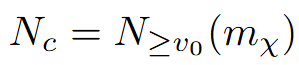 $N_c = N_{\geq v_0}(m_\chi)$